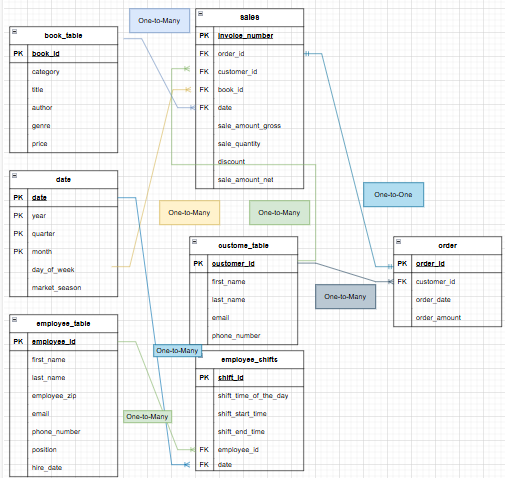 One-to-Many
book_table
PK book_id
category
title
author
genre
price
sales
PK invoice_number
FK order_id
FK customer_id
FK book_id
FK date
sale_amount_gross
sale_quantity
discount
sale_amount_net
date
PK date
PK year
PK quarter
PK month
day_of_week
market_season
One-to-Many
One-to-Many
One-to-One
custome_table
PK customer_id
first_name
last_name
email
phone_number
One-to-Many
order
PK order_id
FK customer_id
order_date
order_amount
employee_table
PK employee_id
first_name
last_name
employee_zip
email
phone_number
position
hire_date
One-to-Many
One-to-Many
employee_shifts
PK shift_id
shift_time_of_the_day
shift_start_time
shift_end_time
FK employee_id
FK date